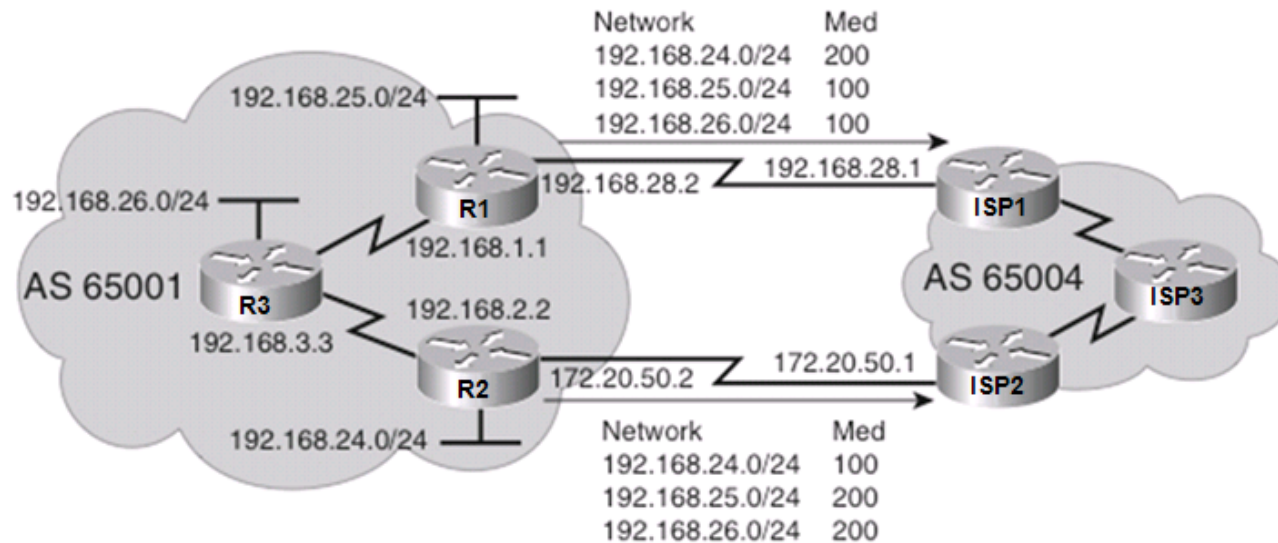 Network Med
192.168.24.0/24 200
192.168.25.0/24 100
192.168.26.0/24 100
192.168.25.0/24
192.168.28.2
192.168.28.1
R1
ISP1
192.168.26.0/24
192.168.1.1
AS 65001
R3
192.168.3.3
AS 65004
ISP3
192.168.2.2
R2
172.20.50.2
172.20.50.1
ISP2
192.168.24.0/24
Network Med
192.168.24.0/24 100
192.168.25.0/24 200
192.168.26.0/24 200